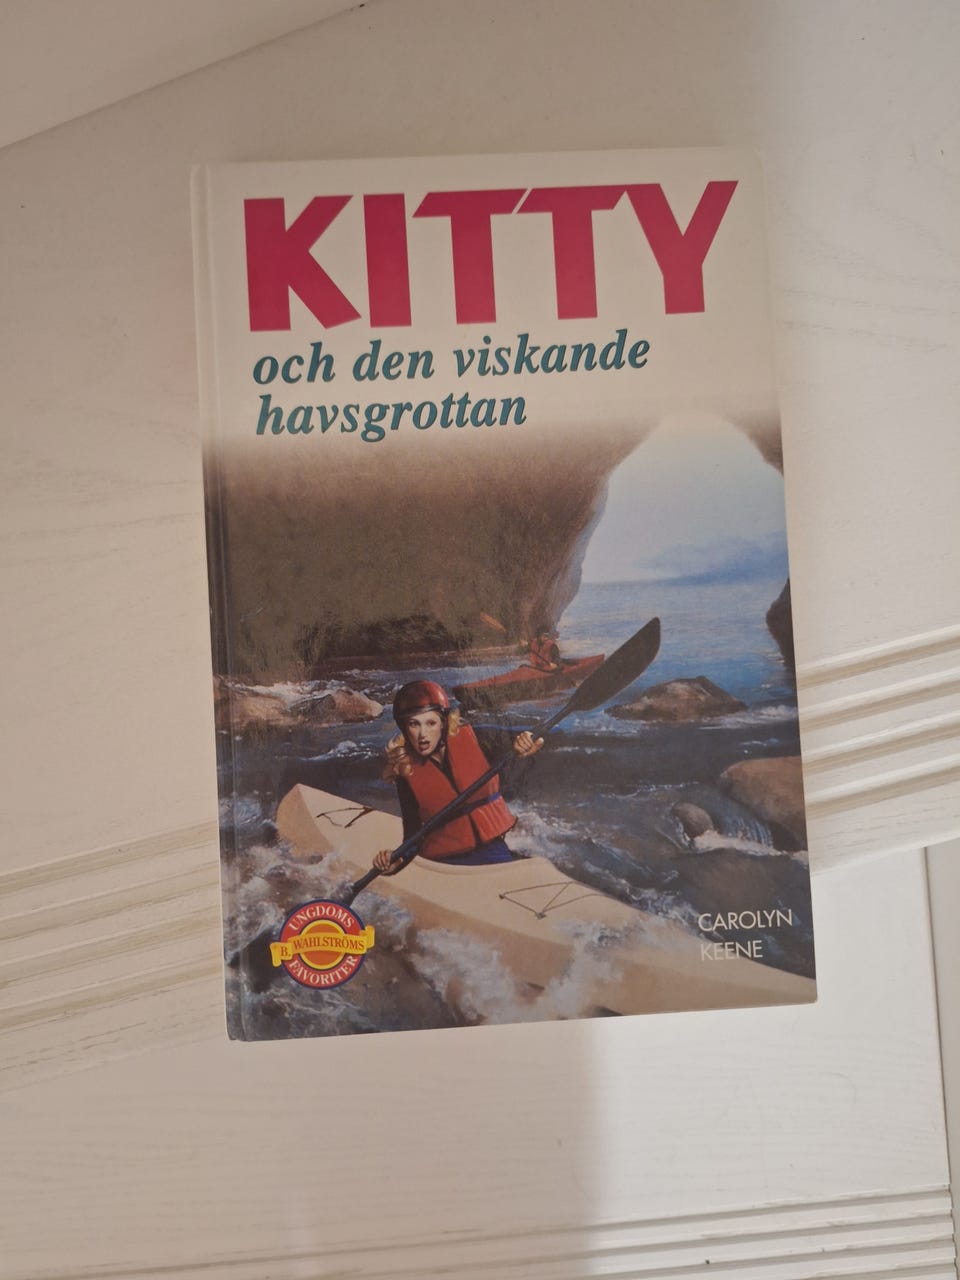 KITTY
och den viskande
havsgrottan
UNGDOMS
B. WAHLSTRÖMS
FAVORITER
CAROLYN
KEENE